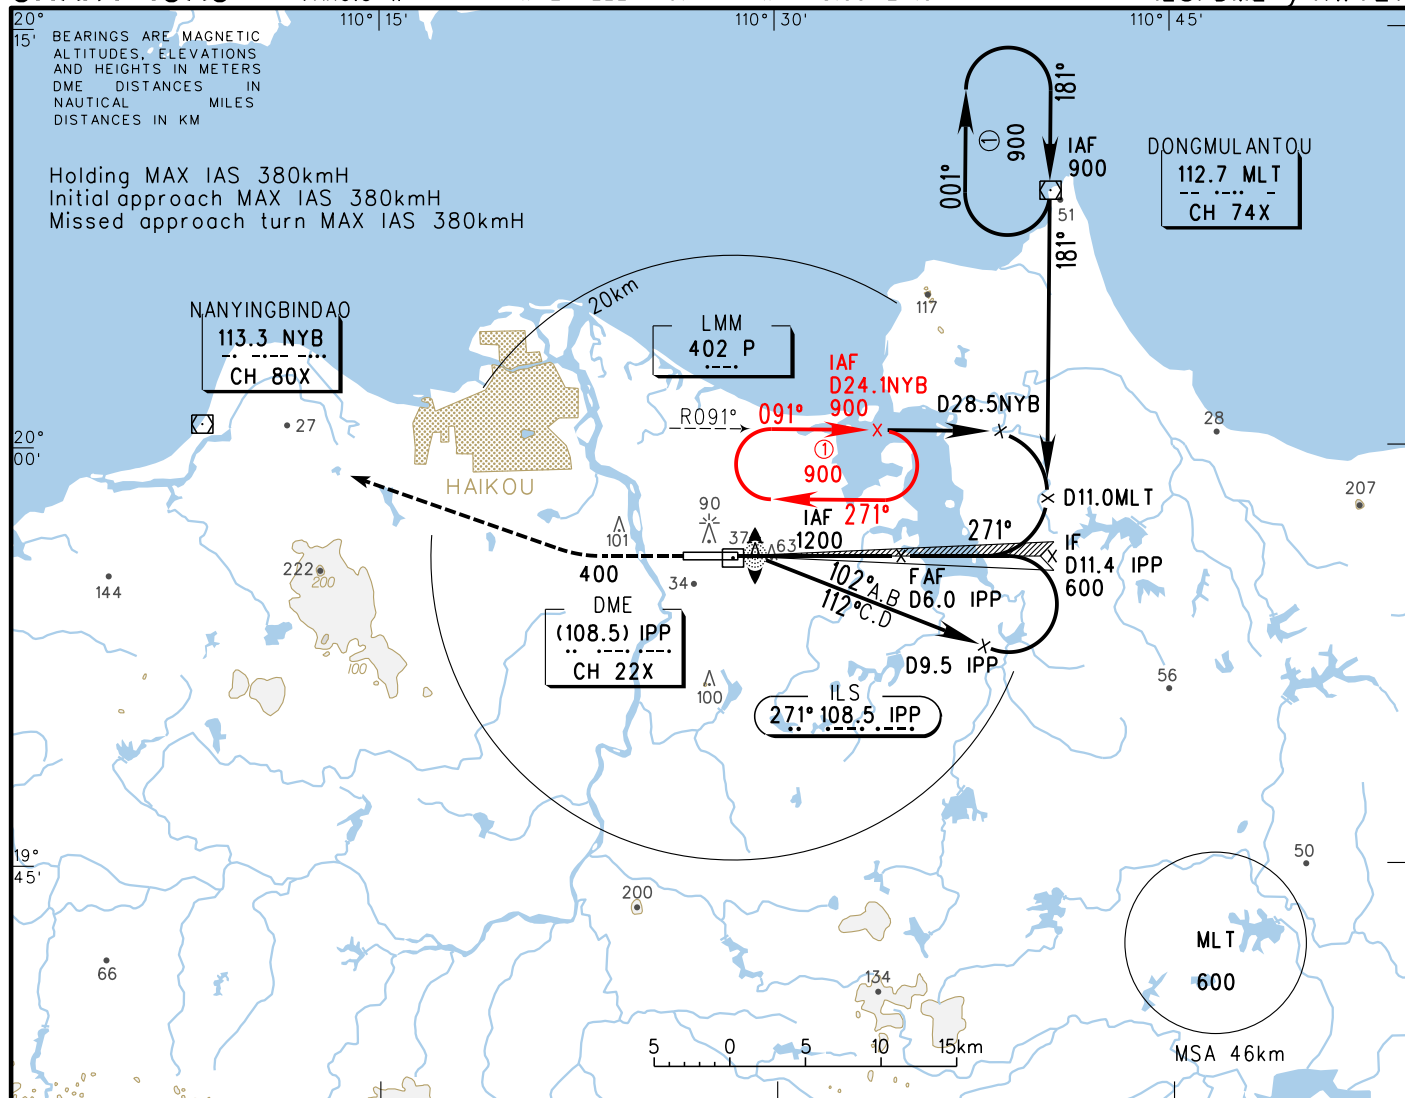 110° 15'
110° 30'
110° 45'
20°
15'
BEARINGS ARE MAGNETIC
ALTITUDES, ELEVATIONS
AND HEIGHTS IN METERS
DME DISTANCES IN
NAUTICAL MILES
DISTANCES IN KM
Holding MAX IAS 380kmH
Initial approach MAX IAS 380kmH
Missed approach turn MAX IAS 380kmH
181°
① 900
001°
IAF
900
51
181°
DONGMULANTOU
112.7 MLT
CH 74X
117
20km
NANYINGBINDAO
113.3 NYB
CH 80X
LMM
402 P
IAF
D24.1NYB
900
D28.5NYB
R091°
091°
①
900
271°
27
28
20°
00'
HAIKOU
207
D11.0MLT
90
101
37
63
IAF
1200
271°
IF
D11.4 IPP
600
222
200
144
400
34
102°A.B
112°C.D
FAF
D6.0 IPP
DME
(108.5) IPP
CH 22X
100
D9.5 IPP
100
56
ILS
271° 108.5 IPP
19°
45'
50
200
MLT
600
66
134
5 0 5 10 15km
MSA 46km